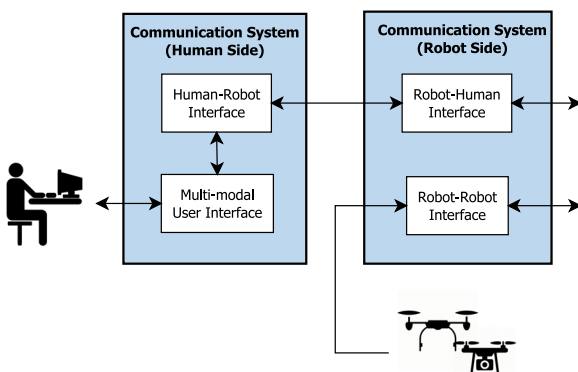 Communication System
(Human Side)
Human-Robot
Interface
Multi-modal
User Interface
Communication System
(Robot Side)
Robot-Human
Interface
Robot-Robot
Interface